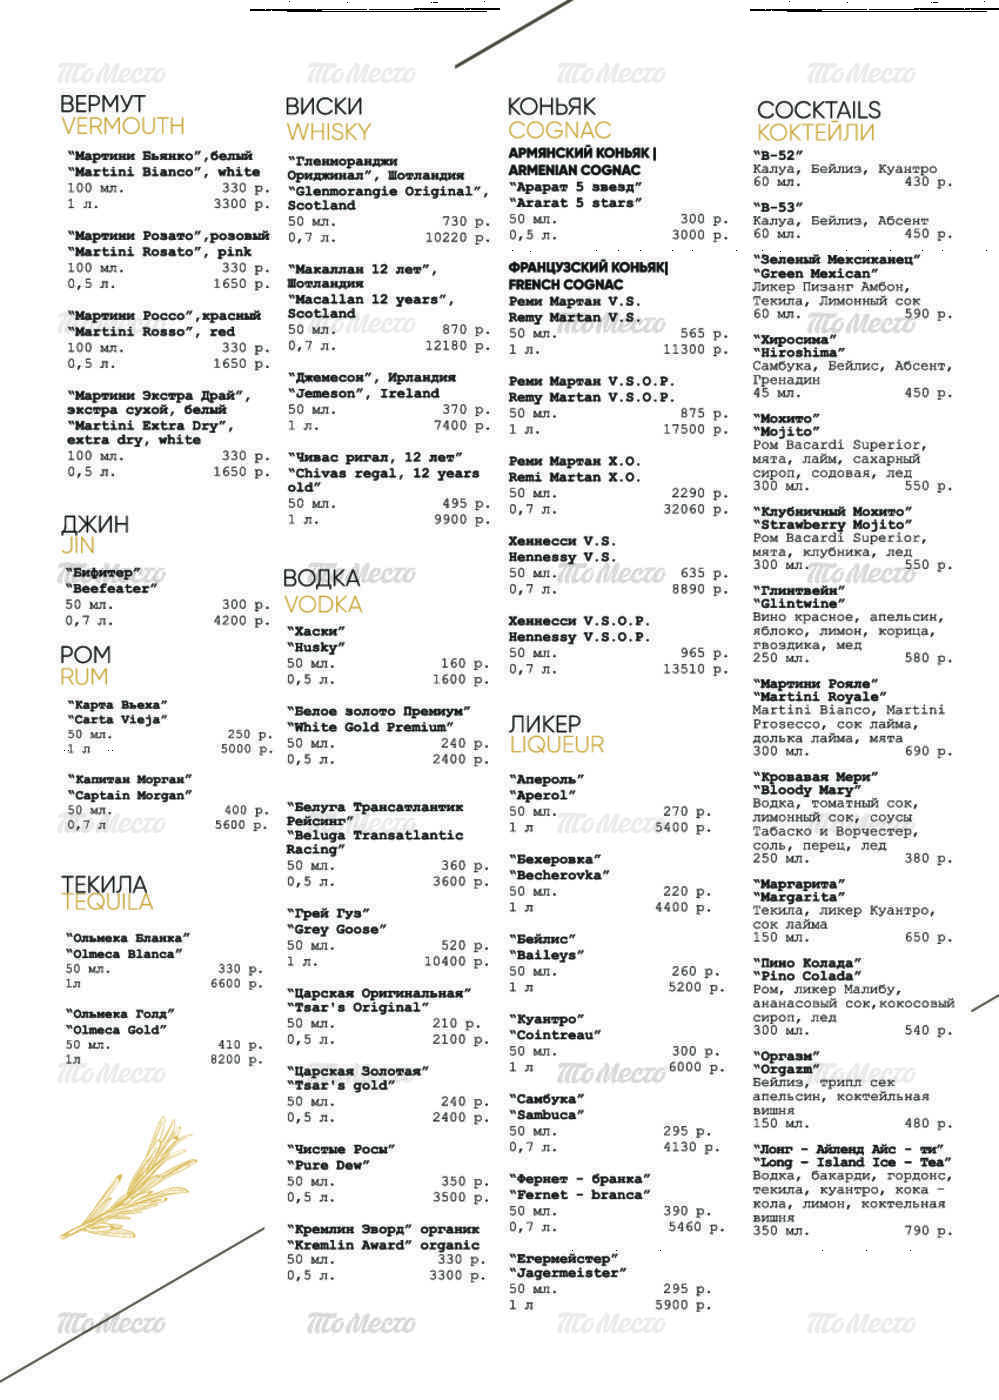 ВЕРМУТ
VERMOUTH
“Мартини Бьянко”,белый
“Martini Bianco”, white
100 мл. 330 р.
1 л. 3300 р.
“Мартини Розато”,розовый
“Martini Rosato”, pink
100 мл. 330 р.
0,5 л. 1650 р.
“Мартини Россо”,красный
“Martini Rosso”, red
100 мл. 330 р.
0,5 л. 1650 р.
“Мартини Экстра Драй”,
экстра сухой, белый
“Martini Extra Dry”,
extra dry, white
100 мл. 330 р.
0,5 л. 1650 р.
ДЖИН
JIN
“Бифитер”
“Beefeater”
50 мл. 300 р.
0,7 л. 4200 р.
РОМ
RUM
“Карта Вьеха”
“Carta Vieja”
50 мл. 250 р.
1 л 5000 р.
“Капитан Морган”
“Captain Morgan”
50 мл. 400 р.
0,7 л 5600 р.
ТЕКИЛА
TEQUILA
“Ольмека Бланка”
“Olmeca Blanca”
50 мл. 330 р.
1л 6600 р.
“Ольмека Голд”
“Olmeca Gold”
50 мл. 410 р.
1л 8200 р.
ВИСКИ
WHISKY
“Гленморанджи
Ориджинал”, Шотландия
“Glenmorangie Original”,
Scotland
50 мл. 730 р.
0,7 л. 10220 р.
“Макаллан 12 лет”,
Шотландия
“Macallan 12 years”,
Scotland
50 мл. 870 р.
0,7 л. 12180 р.
“Джемесон”, Ирландия
“Jemeson”, Ireland
50 мл. 370 р.
1 л. 7400 р.
“Чивас ригал, 12 лет”
“Chivas regal, 12 years
old”
50 мл. 495 р.
1 л. 9900 р.
ВОДКА
VODKA
“Хаски”
“Husky”
50 мл. 160 р.
0,5 л. 1600 р.
“Белое золото Премиум”
“White Gold Premium”
50 мл. 240 р.
0,5 л. 2400 р.
“Белуга Трансатлантик
Рейсинг”
“Beluga Transatlantic
Racing”
50 мл. 360 р.
0,5 л. 3600 р.
“Грей Гуз”
“Grey Goose”
50 мл. 520 р.
1 л. 10400 р.
“Царская Оригинальная”
“Tsar's Original”
50 мл. 210 р.
0,5 л. 2100 р.
“Царская Золотая”
“Tsar's gold”
50 мл. 240 р.
0,5 л. 2400 р.
“Чистые Росы”
“Pure Dew”
50 мл. 350 р.
0,5 л. 3500 р.
“Кремлин Эворд” органик
“Kremlin Award” organic
50 мл. 330 р.
0,5 л. 3300 р.
КОНЬЯК
COGNAC
АРМЯНСКИЙ КОНЬЯК |
ARMENIAN COGNAC
“Арарат 5 звезд”
“Ararat 5 stars”
50 мл. 300 р.
0,5 л. 3000 р.
ФРАНЦУЗСКИЙ КОНЬЯК|
FRENCH COGNAC
Реми Мартан V.S.
Remy Martan V.S.
50 мл. 565 р.
1 л. 11300 р.
Реми Мартан V.S.O.P.
Remy Martan V.S.O.P.
50 мл. 875 р.
1 л. 17500 р.
Реми Мартан X.O.
Remi Martan X.O.
50 мл. 2290 р.
0,7 л. 32060 р.
Хеннесси V.S.
Hennessy V.S.
50 мл. 635 р.
0,7 л. 8890 р.
Хеннесси V.S.O.P.
Hennessy V.S.O.P.
50 мл. 965 р.
0,7 л. 13510 р.
ЛИКЕР
LIQUEUR
“Апероль”
“Aperol”
50 мл. 270 р.
1 л 5400 р.
“Бехеровка”
“Becherovka”
50 мл. 220 р.
1 л 4400 р.
“Бейлис”
“Baileys”
50 мл. 260 р.
1 л 5200 р.
“Куантро”
“Cointreau”
50 мл. 300 р.
1 л 6000 р.
“Самбука”
“Sambuca”
50 мл. 295 р.
0,7 л. 4130 р.
“Фернет - бранка”
“Fernet - branca”
50 мл. 390 р.
0,7 л. 5460 р.
“Егермейстер”
“Jagermeister”
50 мл. 295 р.
1 л 5900 р.
COCKTAILS
КОКТЕЙЛИ
“B-52”
Калуа, Бейлиз, Куантро
60 мл. 430 р.
“B-53”
Калуа, Бейлиз, Абсент
60 мл. 450 р.
“Зеленый Мексиканец”
“Green Mexican”
Ликер Пизанг Амбон,
Текила, Лимонный сок
60 мл. 590 р.
“Хиросима”
“Hiroshima”
Самбука, Бейлис, Абсент,
Гренадин
45 мл. 450 р.
“Мохито”
“Mojito”
Ром Bacardi Superior,
мята, лайм, сахарный
сироп, содовая, лед
300 мл. 550 р.
“Клубничный Мохито”
“Strawberry Mojito”
Ром Bacardi Superior,
мята, клубника, лед
300 мл. 550 р.
“Глинтвейн”
“Glintwine”
Вино красное, апельсин,
яблоко, лимон, корица,
гвоздика, мед
250 мл. 580 р.
“Мартини Рояле”
“Martini Royale”
Martini Bianco, Martini
Prosecco, сок лайма,
долька лайма, мята
300 мл. 690 р.
“Кровавая Мери”
“Bloody Mary”
Водка, томатный сок,
лимонный сок, соусы
Табаско и Ворчестер,
соль, перец, лед
250 мл. 380 р.
“Маргарита”
“Margarita”
Текила, ликер Куантро,
сок лайма
150 мл. 650 р.
“Пино Колада”
“Pino Colada”
Ром, ликер Малибу,
ананасовый сок,кокосовый
сироп, лед
300 мл. 540 р.
“Оргазм”
“Orgazm”
Бейлиз, трипл сек
апельсин, коктейльная
вишня
150 мл. 480 р.
“Лонг - Айленд Айс - ти”
“Long - Island Ice - Tea”
Водка, бакарди, гордонс,
текила, куантро, кока -
кола, лимон, коктельная
вишня
350 мл. 790 р.